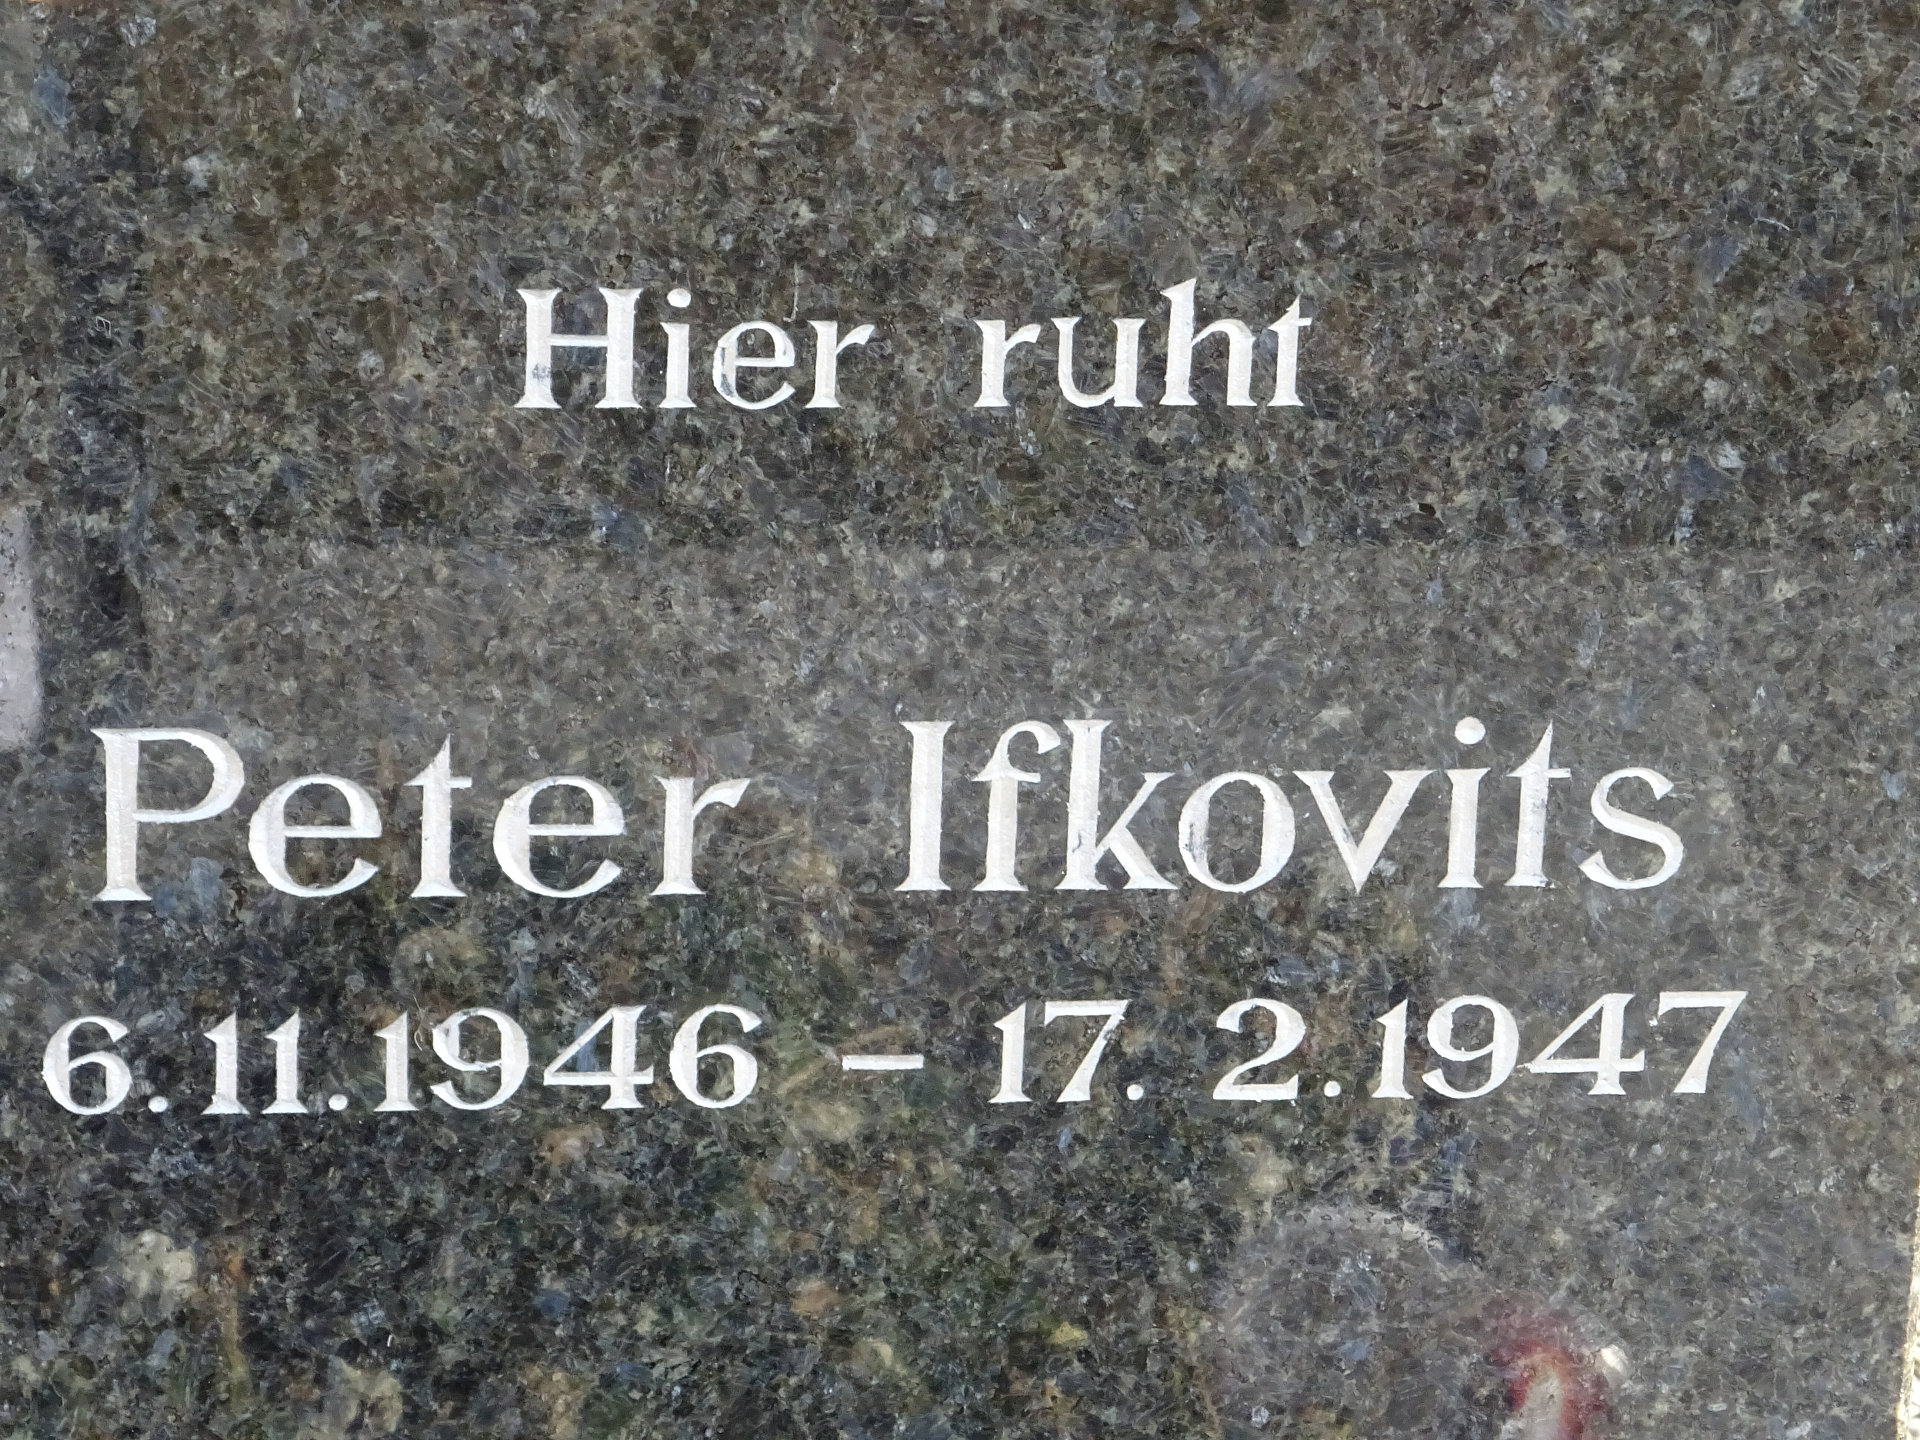 Hier ruht
Peter Ifkovits
6.11.1946 – 17. 2.1947